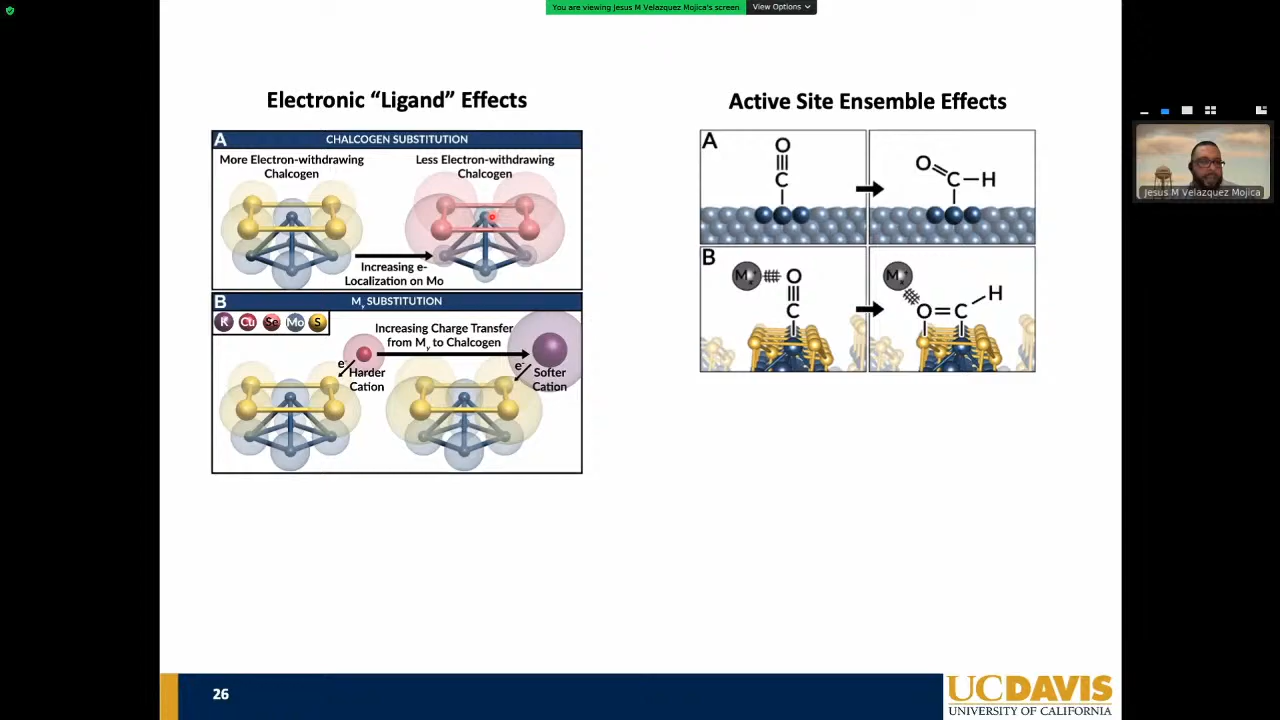 You are viewing Jesus M Velazquez Mojica's screen
View Options
Electronic “Ligand” Effects
A
CHALCOGEN SUBSTITUTION
More Electron-withdrawing
Chalcogen
Less Electron-withdrawing
Chalcogen
Increasing e-
Localization on Mo
B
My SUBSTITUTION
K Cu Se Mo S
Increasing Charge Transfer
from My to Chalcogen
e-
Harder
Cation
e-
Softer
Cation
Active Site Ensemble Effects
A
O
C
O
C
H
B
M
O
C
M
O
C
H
Jesus M Velazquez Mojica
26
UCDAVIS
UNIVERSITY OF CALIFORNIA